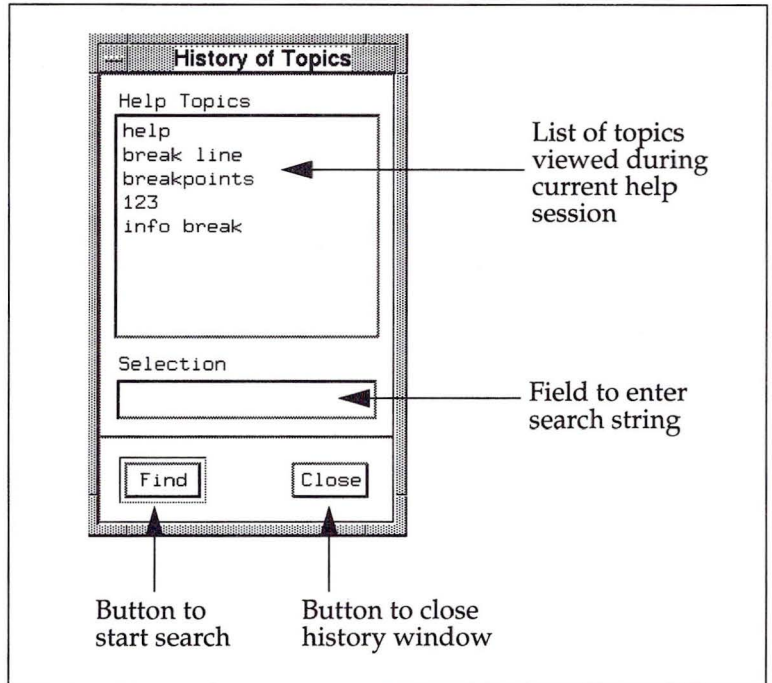 History of Topics
Help Topics
help
break line
breakpoints
123
info break
List of topics
viewed during
current help
session
Selection
Field to enter
search string
Find
Close
Button to
start search
Button to close
history window